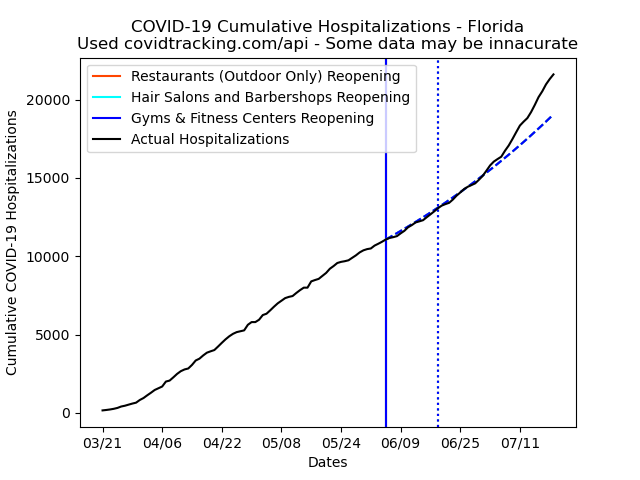 COVID-19 Cumulative Hospitalizations - Florida
Used covidtracking.com/api - Some data may be innacurate
Restaurants (Outdoor Only) Reopening
Hair Salons and Barbershops Reopening
Gyms & Fitness Centers Reopening
Actual Hospitalizations
Cumulative COVID-19 Hospitalizations
20000
15000
10000
5000
0
03/21 04/06 04/22 05/08 05/24 06/09 06/25 07/11
Dates